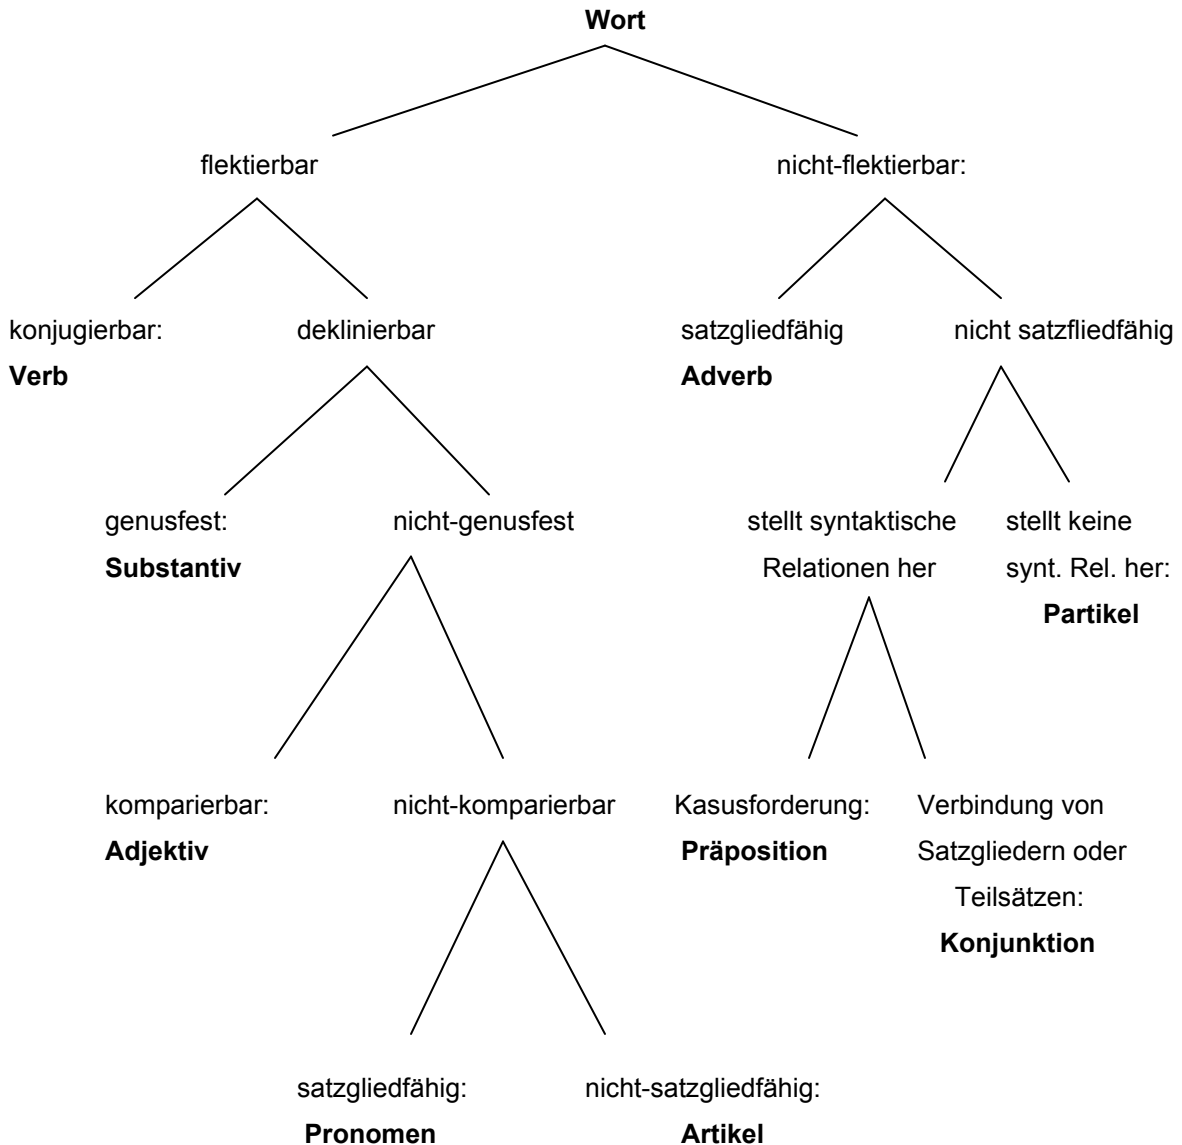 Wort
flektierbar nicht-flektierbar:
konjugierbar: deklinierbar satzgliedfähig nicht satzfliedfähig
Verb Adverb
genusfest: nicht-genusfest stellt syntaktische stellt keine
Substantiv Relationen her synt. Rel. her:
Partikel
komparierbar: nicht-komparierbar Kasusforderung: Verbindung von
Adjektiv Präposition Satzgliedern oder
Teilsätzen:
Konjunktion
satzgliedfähig: nicht-satzgliedfähig:
Pronomen Artikel